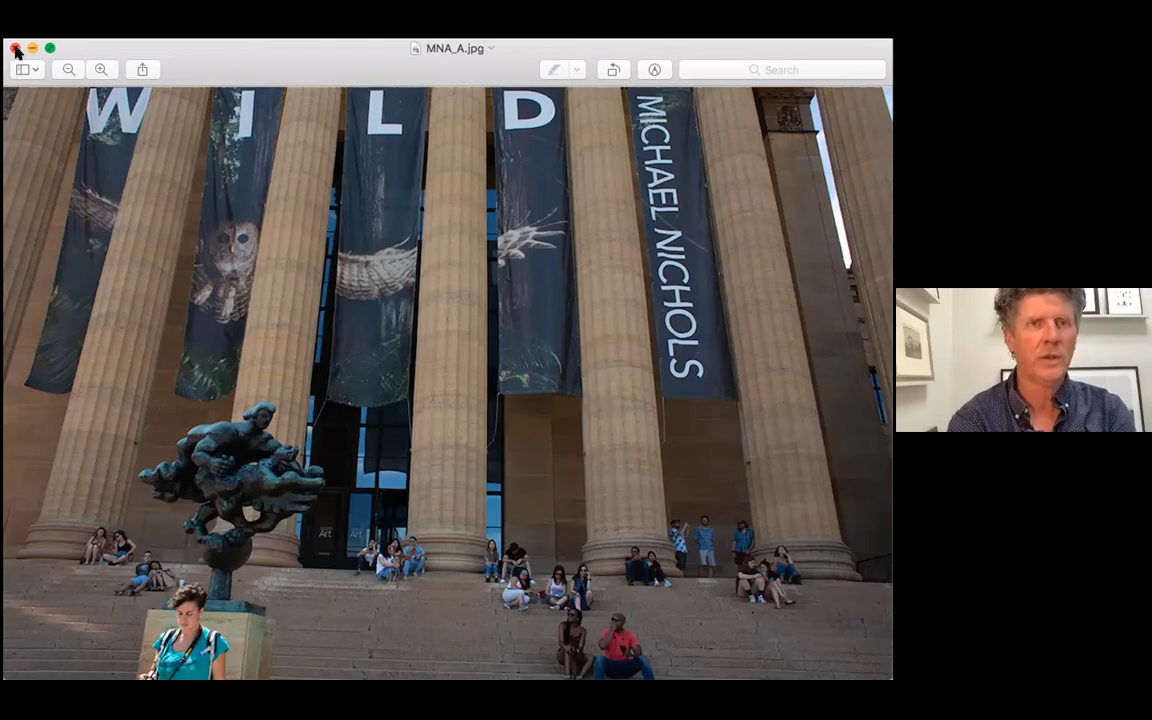 MNA_A.jpg
Search
W I L D
MICHAEL NICHOLS
Art
Art